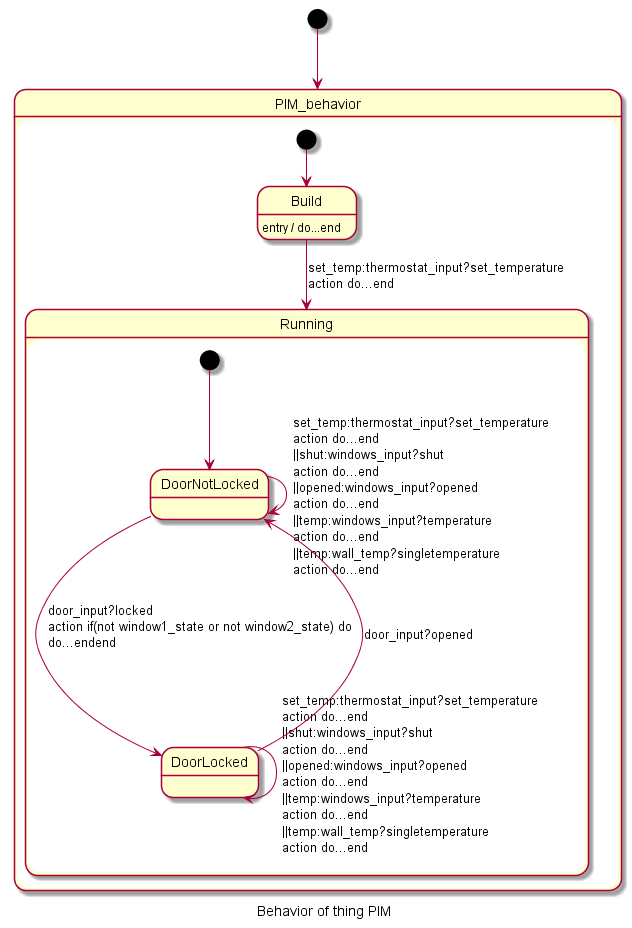 PIM_behavior
Build
entry / do...end
set_temp:thermostat_input?set_temperature
action do...end
Running
set_temp:thermostat_input?set_temperature
action do...end
||shut:windows_input?shut
action do...end
||opened:windows_input?opened
action do...end
||temp:windows_input?temperature
action do...end
||temp:wall_temp?singletemperature
action do...end
DoorNotLocked
door_input?locked
action if(not window1_state or not window2_state) do
do...endend
door_input?opened
set_temp:thermostat_input?set_temperature
action do...end
||shut:windows_input?shut
action do...end
||opened:windows_input?opened
action do...end
||temp:windows_input?temperature
action do...end
||temp:wall_temp?singletemperature
action do...end
DoorLocked
Behavior of thing PIM